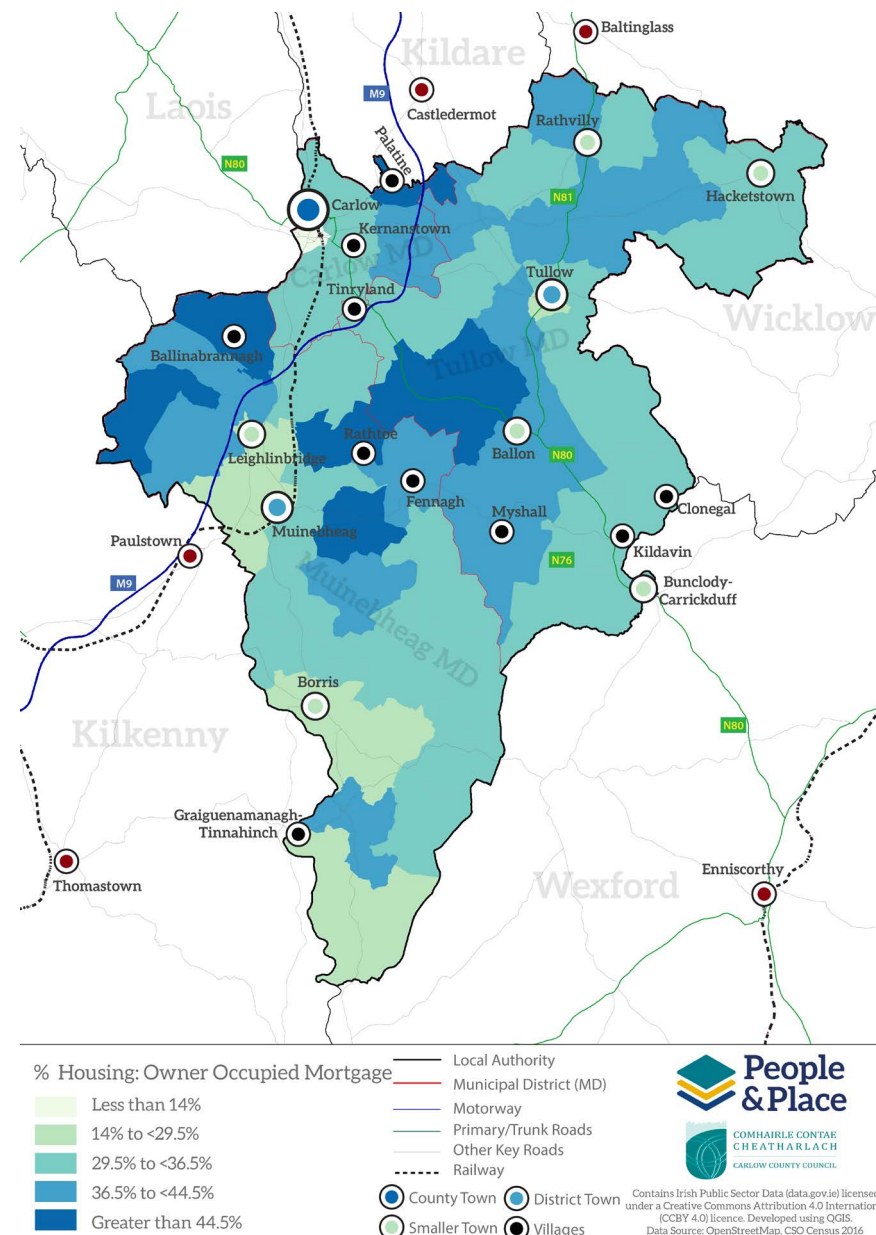 Baltinglass
Kildare
M9
Castledermot
Laois
Rathvilly
Palatine
N80
Hacketstown
N81
Carlow
Kernanstown
Carlow MD
Tullow
Tinryland
Wicklow
Ballinabrannagh
Tullow MD
Rathtoe
Leighlinbridge
Ballon
N80
Fennagh
Clonegal
Myshall
Muinebheag
Paulstown
Kildavin
N76
M9
Bunclody-
Carrickduff
Muinebheag MD
Borris
N80
Kilkenny
Graiguenamanagh-
Tinnahinch
Enniscorthy
Wexford
Thomastown
% Housing: Owner Occupied Mortgage
Less than 14%
14% to <29.5%
29.5% to <36.5%
36.5% to <44.5%
Greater than 44.5%
Local Authority
Municipal District (MD)
Motorway
Primary/Trunk Roads
Other Key Roads
Railway
County Town
District Town
Smaller Town
Villages
People
&Place
COMHAIRLE CONTAE
CHEATHARLACH
CARLOW COUNTY COUNCIL
Contains Irish Public Sector Data (data.gov.ie) licensed
under a Creative Commons Attribution 4.0 Internation
(CCBY 4.0) licence. Developed using QGIS.
Data Source: OpenStreetMap, CSO Census 2016